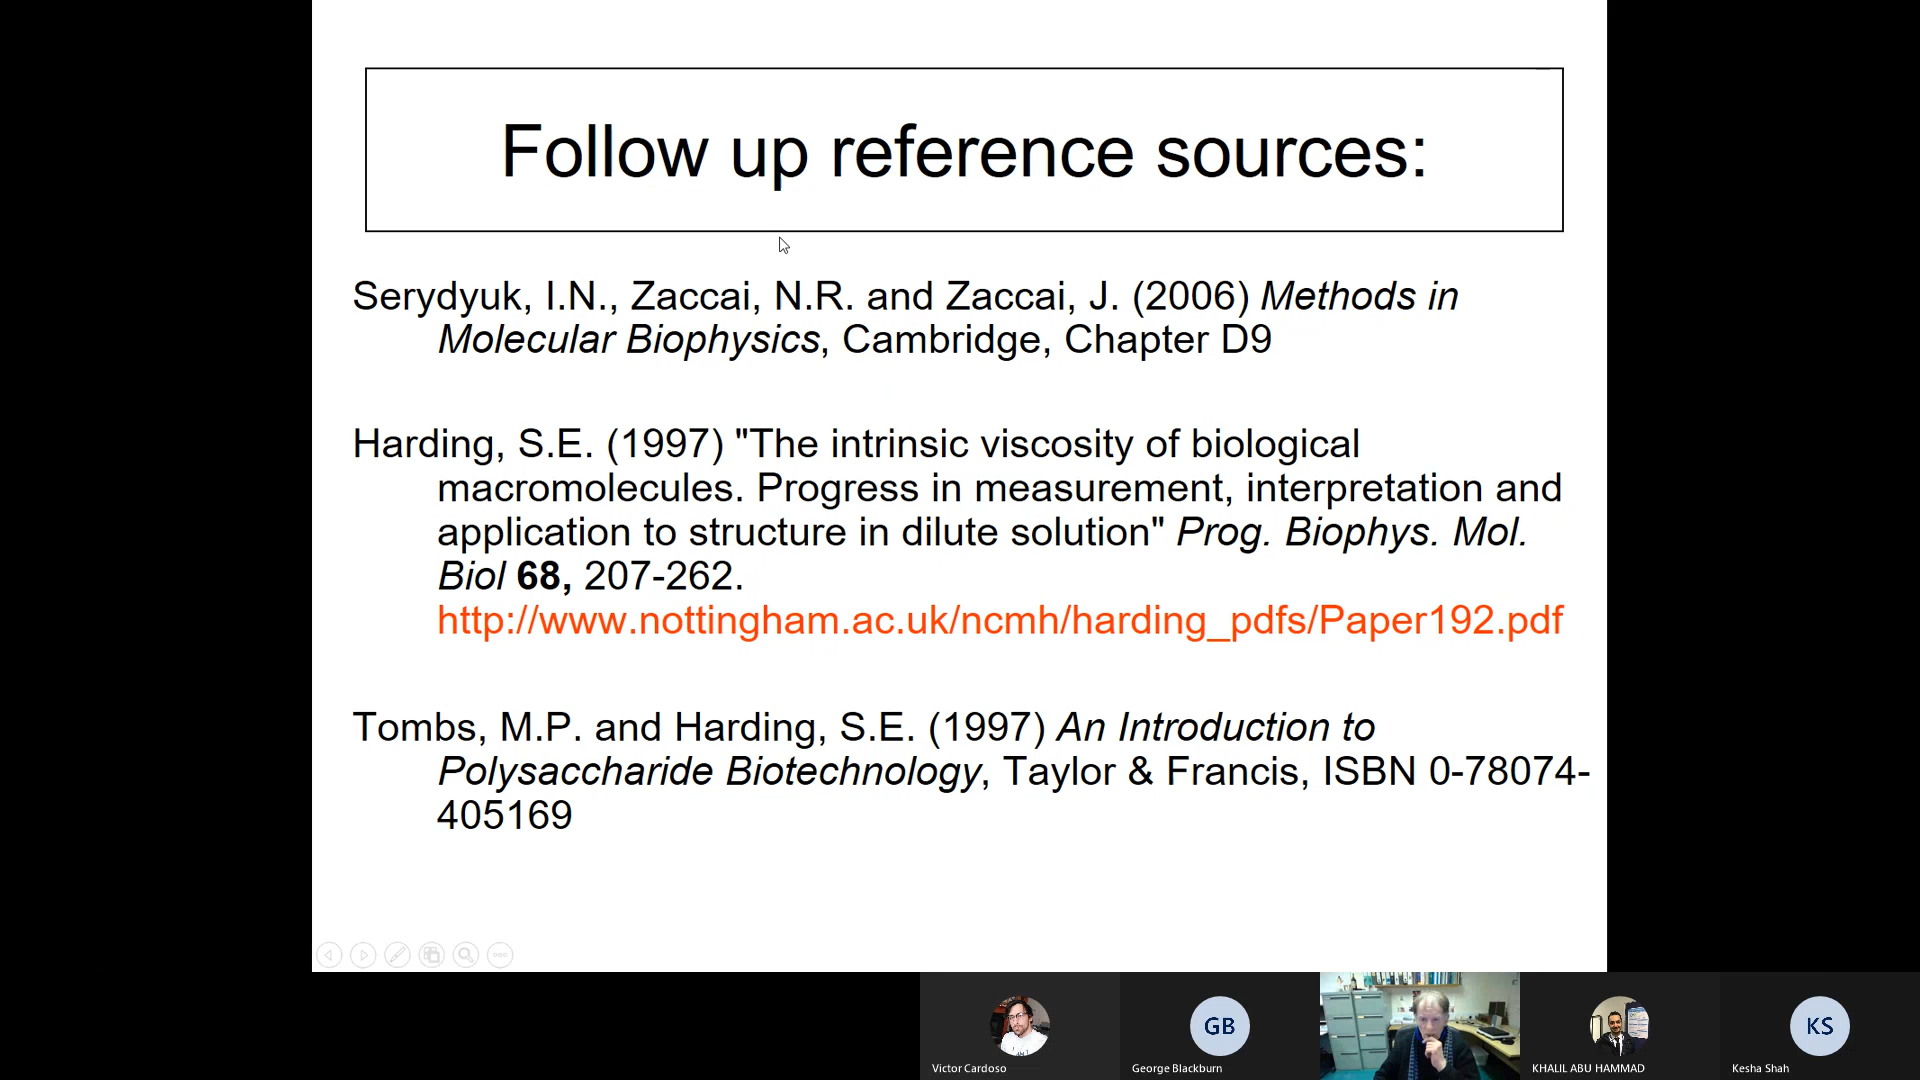 Follow up reference sources:
Serydyuk, I.N., Zaccai, N.R. and Zaccai, J. (2006) Methods in
Molecular Biophysics, Cambridge, Chapter D9
Harding, S.E. (1997) "The intrinsic viscosity of biological
macromolecules. Progress in measurement, interpretation and
application to structure in dilute solution" Prog. Biophys. Mol.
Biol 68, 207-262.
http://www.nottingham.ac.uk/ncmh/harding_pdfs/Paper192.pdf
Tombs, M.P. and Harding, S.E. (1997) An Introduction to
Polysaccharide Biotechnology, Taylor & Francis, ISBN 0-78074-
405169
GB
KS
Victor Cardoso
George Blackburn
KHALIL ABU HAMMAD
Kesha Shah